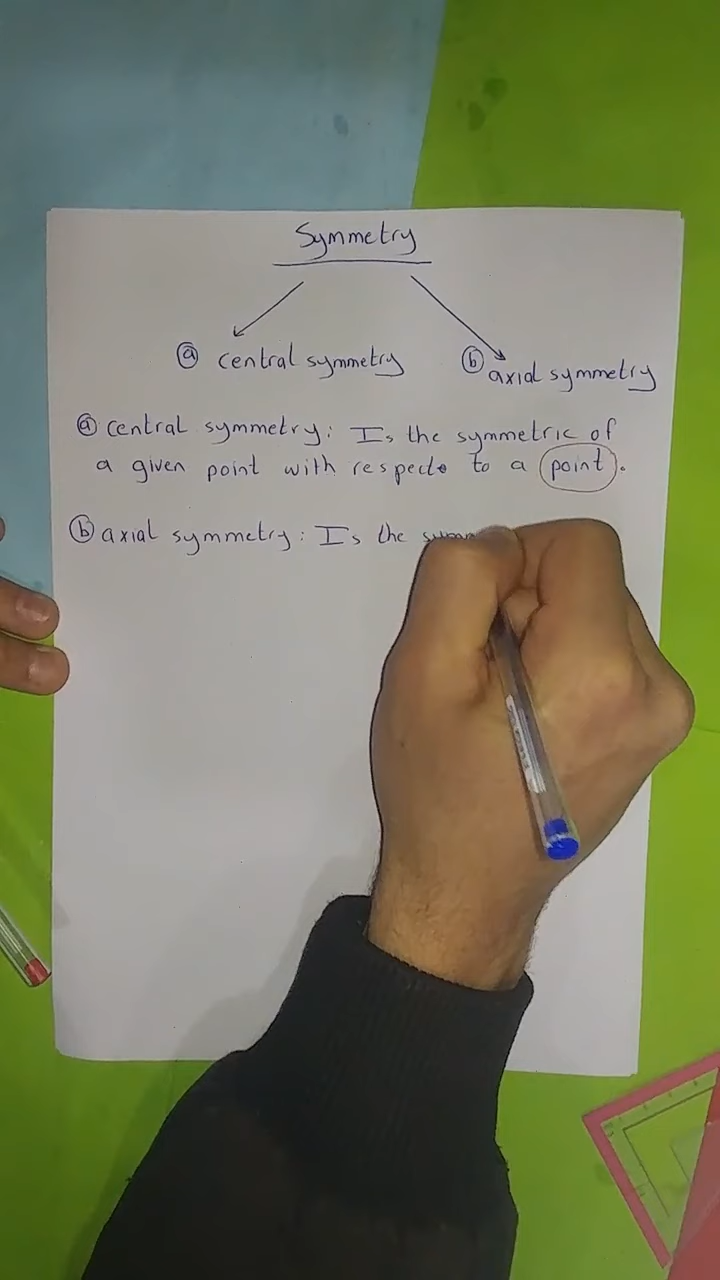 Symmetry
ⓐ central symmetry
ⓑ axial symmetry
ⓐ central symmetry: Is the symmetric of
a given point with respecte to a point.
ⓑ axial symmetry: Is the